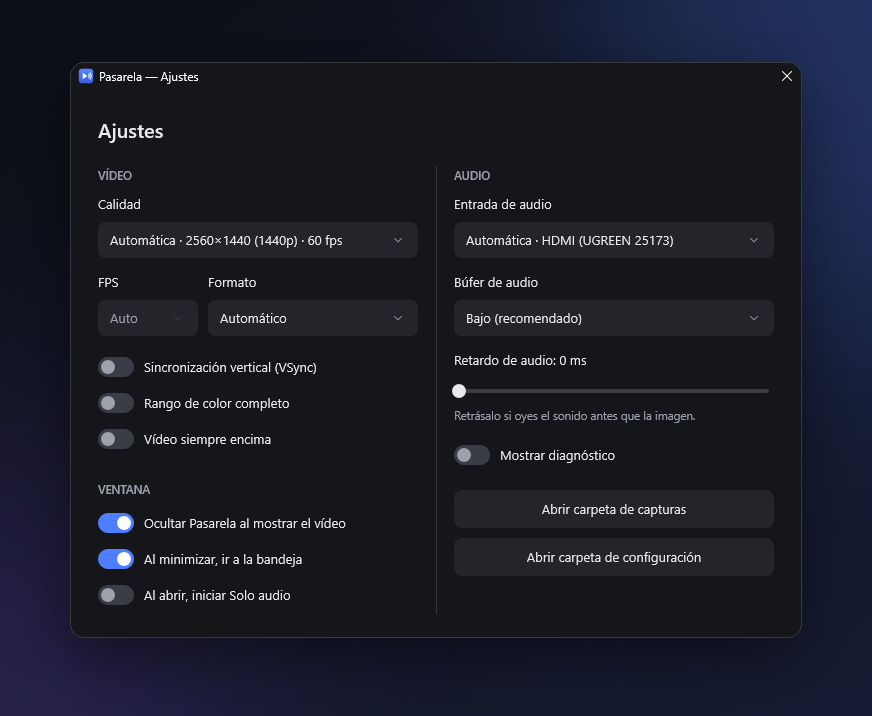 Pasarela — Ajustes
Ajustes
VÍDEO
Calidad
Automática · 2560×1440 (1440p) · 60 fps
FPS
Formato
Auto
Automático
Sincronización vertical (VSync)
Rango de color completo
Vídeo siempre encima
VENTANA
Ocultar Pasarela al mostrar el vídeo
Al minimizar, ir a la bandeja
Al abrir, iniciar Solo audio
AUDIO
Entrada de audio
Automática · HDMI (UGREEN 25173)
Búfer de audio
Bajo (recomendado)
Retardo de audio: 0 ms
Retrásalo si oyes el sonido antes que la imagen.
Mostrar diagnóstico
Abrir carpeta de capturas
Abrir carpeta de configuración